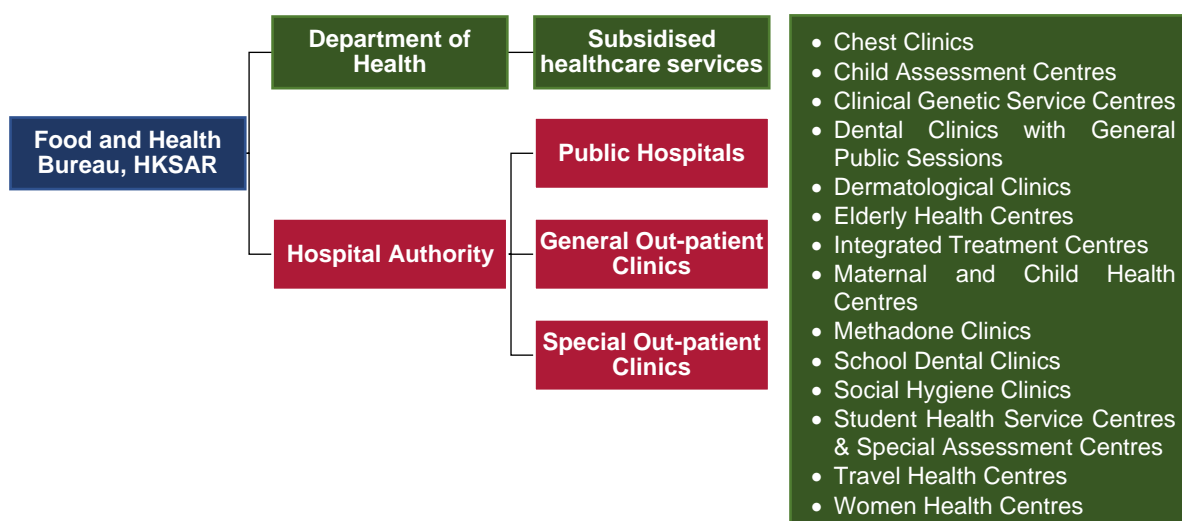 Food and Health
Bureau, HKSAR
Department of
Health
Subsidised
healthcare services
Hospital Authority
Public Hospitals
General Out-patient
Clinics
Special Out-patient
Clinics
• Chest Clinics
• Child Assessment Centres
• Clinical Genetic Service Centres
• Dental Clinics with General
Public Sessions
• Dermatological Clinics
• Elderly Health Centres
• Integrated Treatment Centres
• Maternal and Child Health
Centres
• Methadone Clinics
• School Dental Clinics
• Social Hygiene Clinics
• Student Health Service Centres
& Special Assessment Centres
• Travel Health Centres
• Women Health Centres